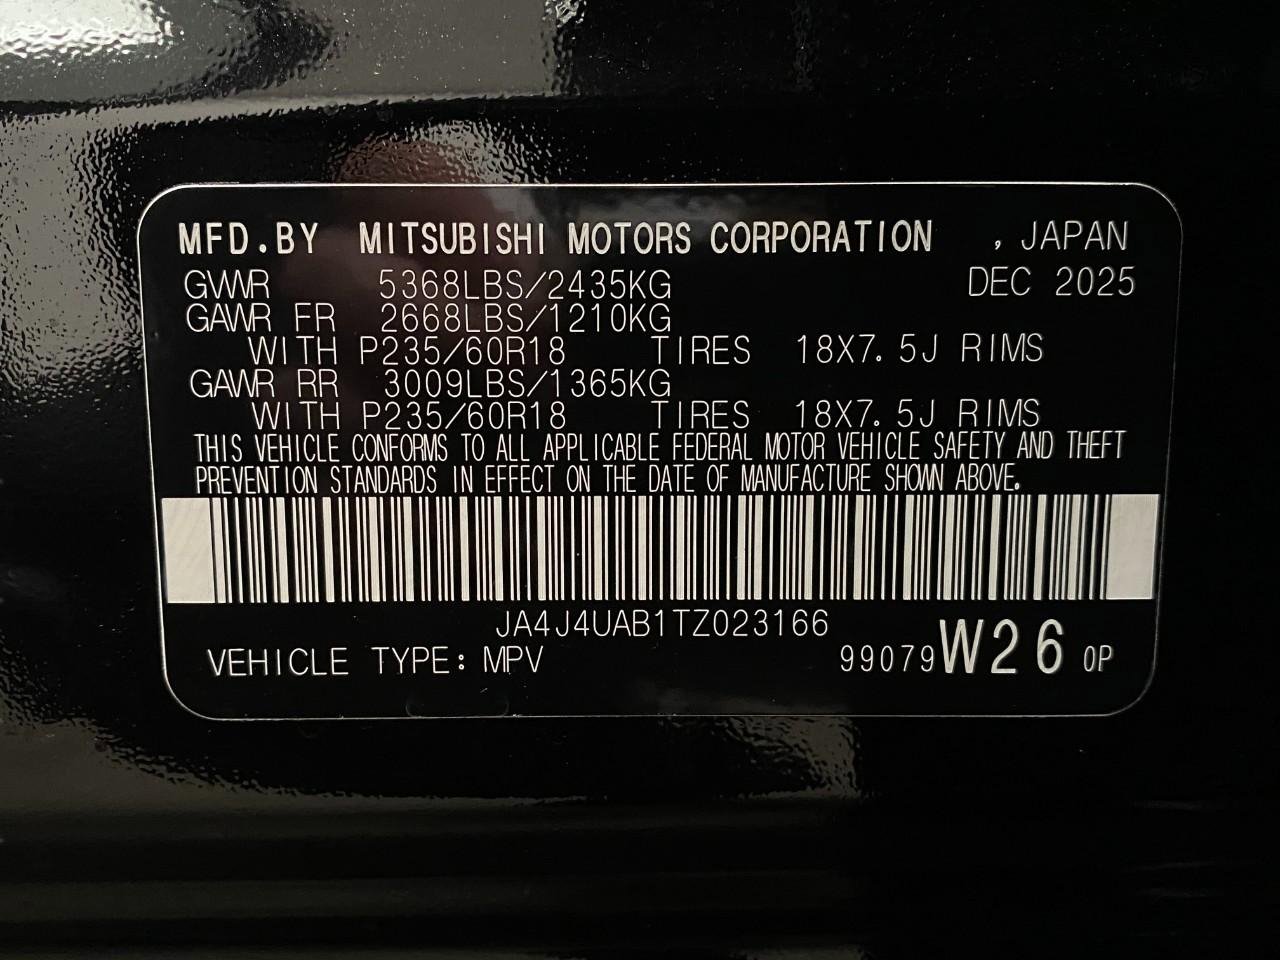 MFD.BY MITSUBISHI MOTORS CORPORATION , JAPAN
GVWR 5368LBS/2435KG DEC 2025
GAWR FR 2668LBS/1210KG
WITH P235/60R18 TIRES 18X7.5J RIMS
GAWR RR 3009LBS/1365KG
WITH P235/60R18 TIRES 18X7.5J RIMS
THIS VEHICLE CONFORMS TO ALL APPLICABLE FEDERAL MOTOR VEHICLE SAFETY AND THEFT
PREVENTION STANDARDS IN EFFECT ON THE DATE OF MANUFACTURE SHOWN ABOVE.
JA4J4UAB1TZ023166
VEHICLE TYPE: MPV 99079 W26 0P